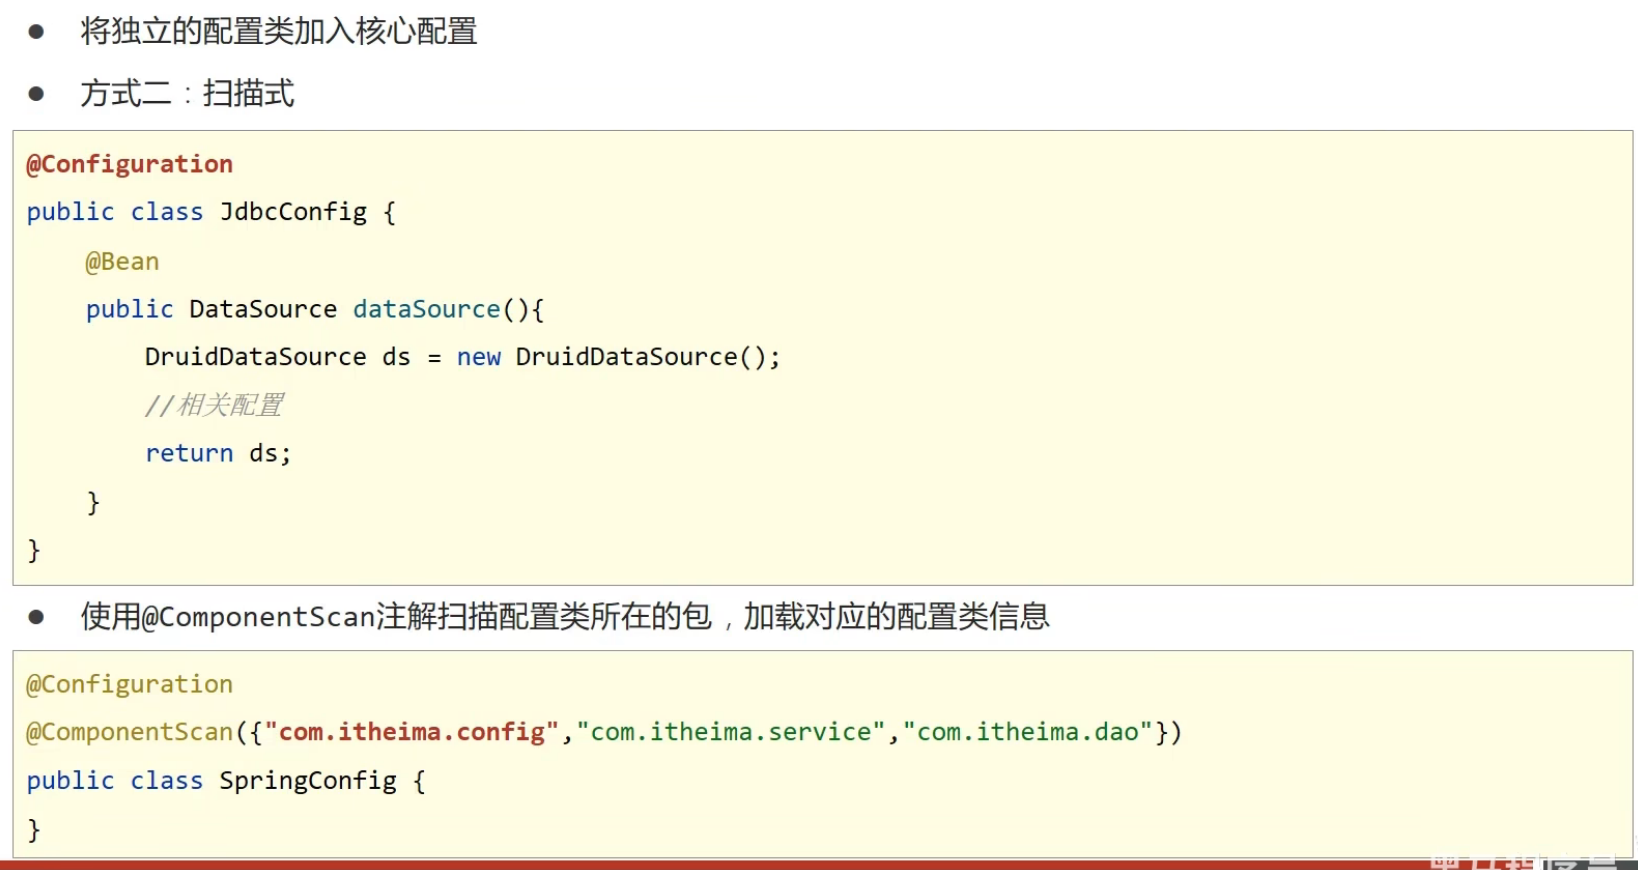 ● 将独立的配置类加入核心配置
● 方式二：扫描式
@Configuration
public class JdbcConfig {
    @Bean
    public DataSource dataSource(){
        DruidDataSource ds = new DruidDataSource();
        //相关配置
        return ds;
    }
}
● 使用@ComponentScan注解扫描配置类所在的包，加载对应的配置类信息
@Configuration
@ComponentScan({"com.itheima.config","com.itheima.service","com.itheima.dao"})
public class SpringConfig {
}